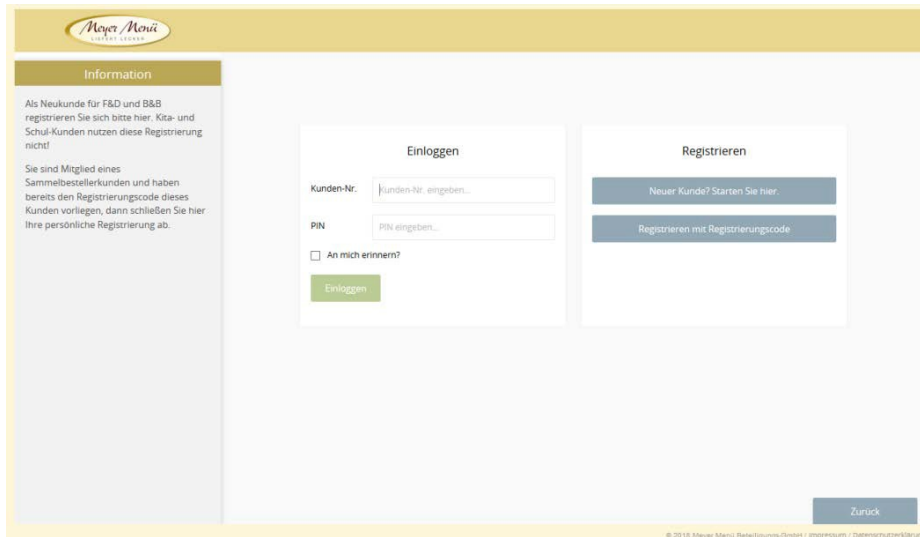 Meyer Menü
LIEFERT LECKER
Information
Als Neukunde für F&D und B&B
registrieren Sie sich bitte hier. Kita- und
Schul-Kunden nutzen diese Registrierung
nicht!
Sie sind Mitglied eines
Sammelbestellerkunden und haben
bereits den Registrierungscode dieses
Kunden vorliegen, dann schließen Sie hier
Ihre persönliche Registrierung ab.
Einloggen
Kunden-Nr.
Kunden-Nr. eingeben...
PIN
PIN eingeben...
An mich erinnern?
Einloggen
Registrieren
Neuer Kunde? Starten Sie hier.
Registrieren mit Registrierungscode
Zurück
© 2018 Meyer Menü Beteiligungs-GmbH / Impressum / Datenschutzerklärun